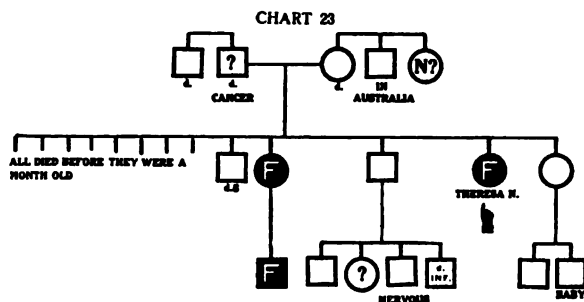 CHART 23
? N?
d. d. d. IN
CANCER AUSTRALIA
ALL DIED BEFORE THEY WERE A
MONTH OLD
d.8 F F
THERESA N.
F ? d. INF.
NERVOUS BABY